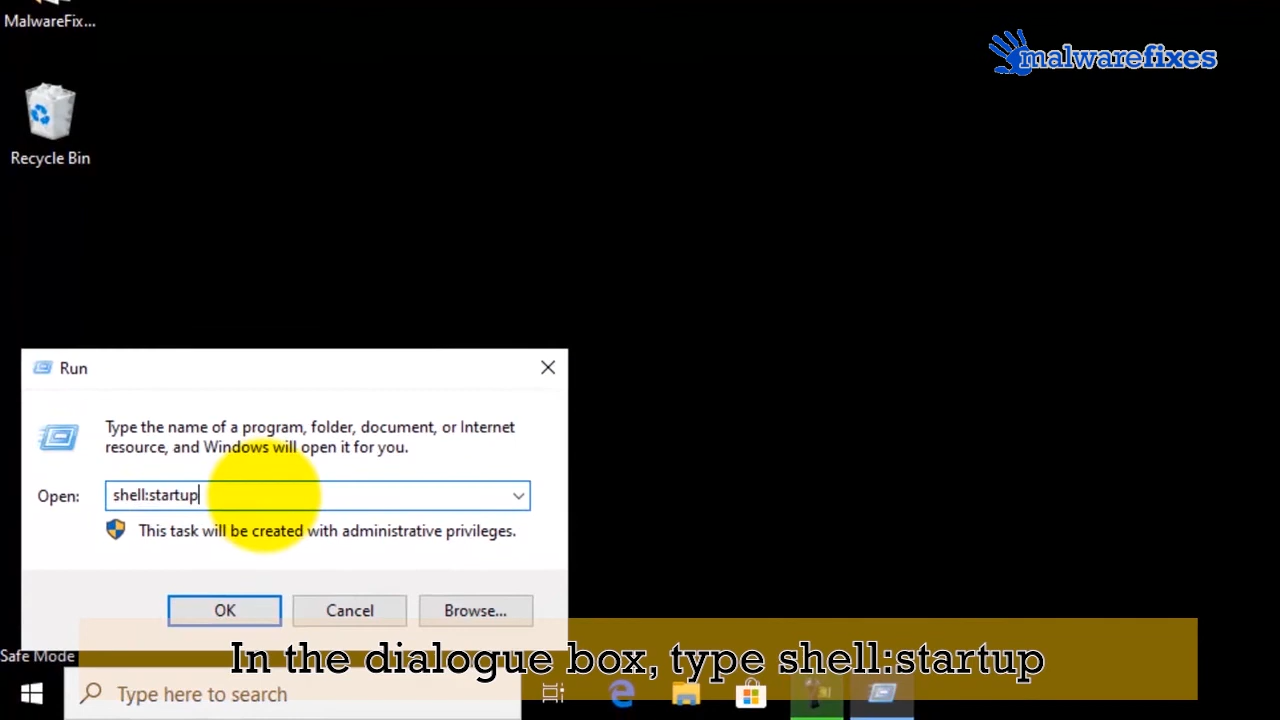 MalwareFix...
malwarefixes
Recycle Bin
Run
Type the name of a program, folder, document, or Internet
resource, and Windows will open it for you.
Open:
shell:startup
This task will be created with administrative privileges.
OK
Cancel
Browse...
In the dialogue box, type shell:startup
Safe Mode
Type here to search